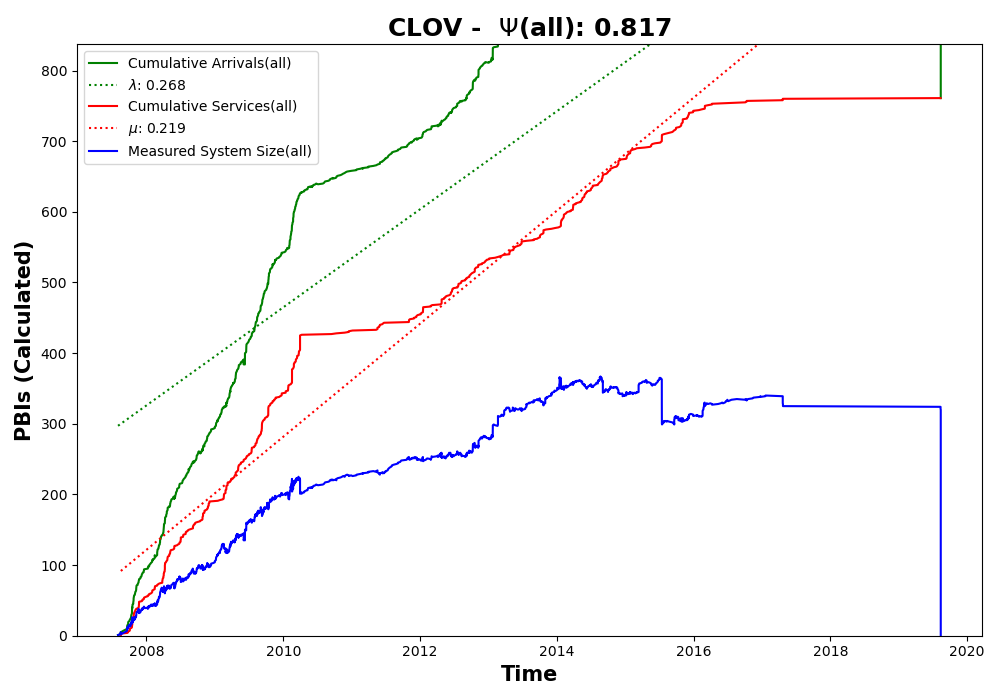 CLOV - Ψ(all): 0.817
Cumulative Arrivals(all)
λ: 0.268
Cumulative Services(all)
μ: 0.219
Measured System Size(all)
PBIs (Calculated)
800
700
600
500
400
300
200
100
0
2008 2010 2012 2014 2016 2018 2020
Time